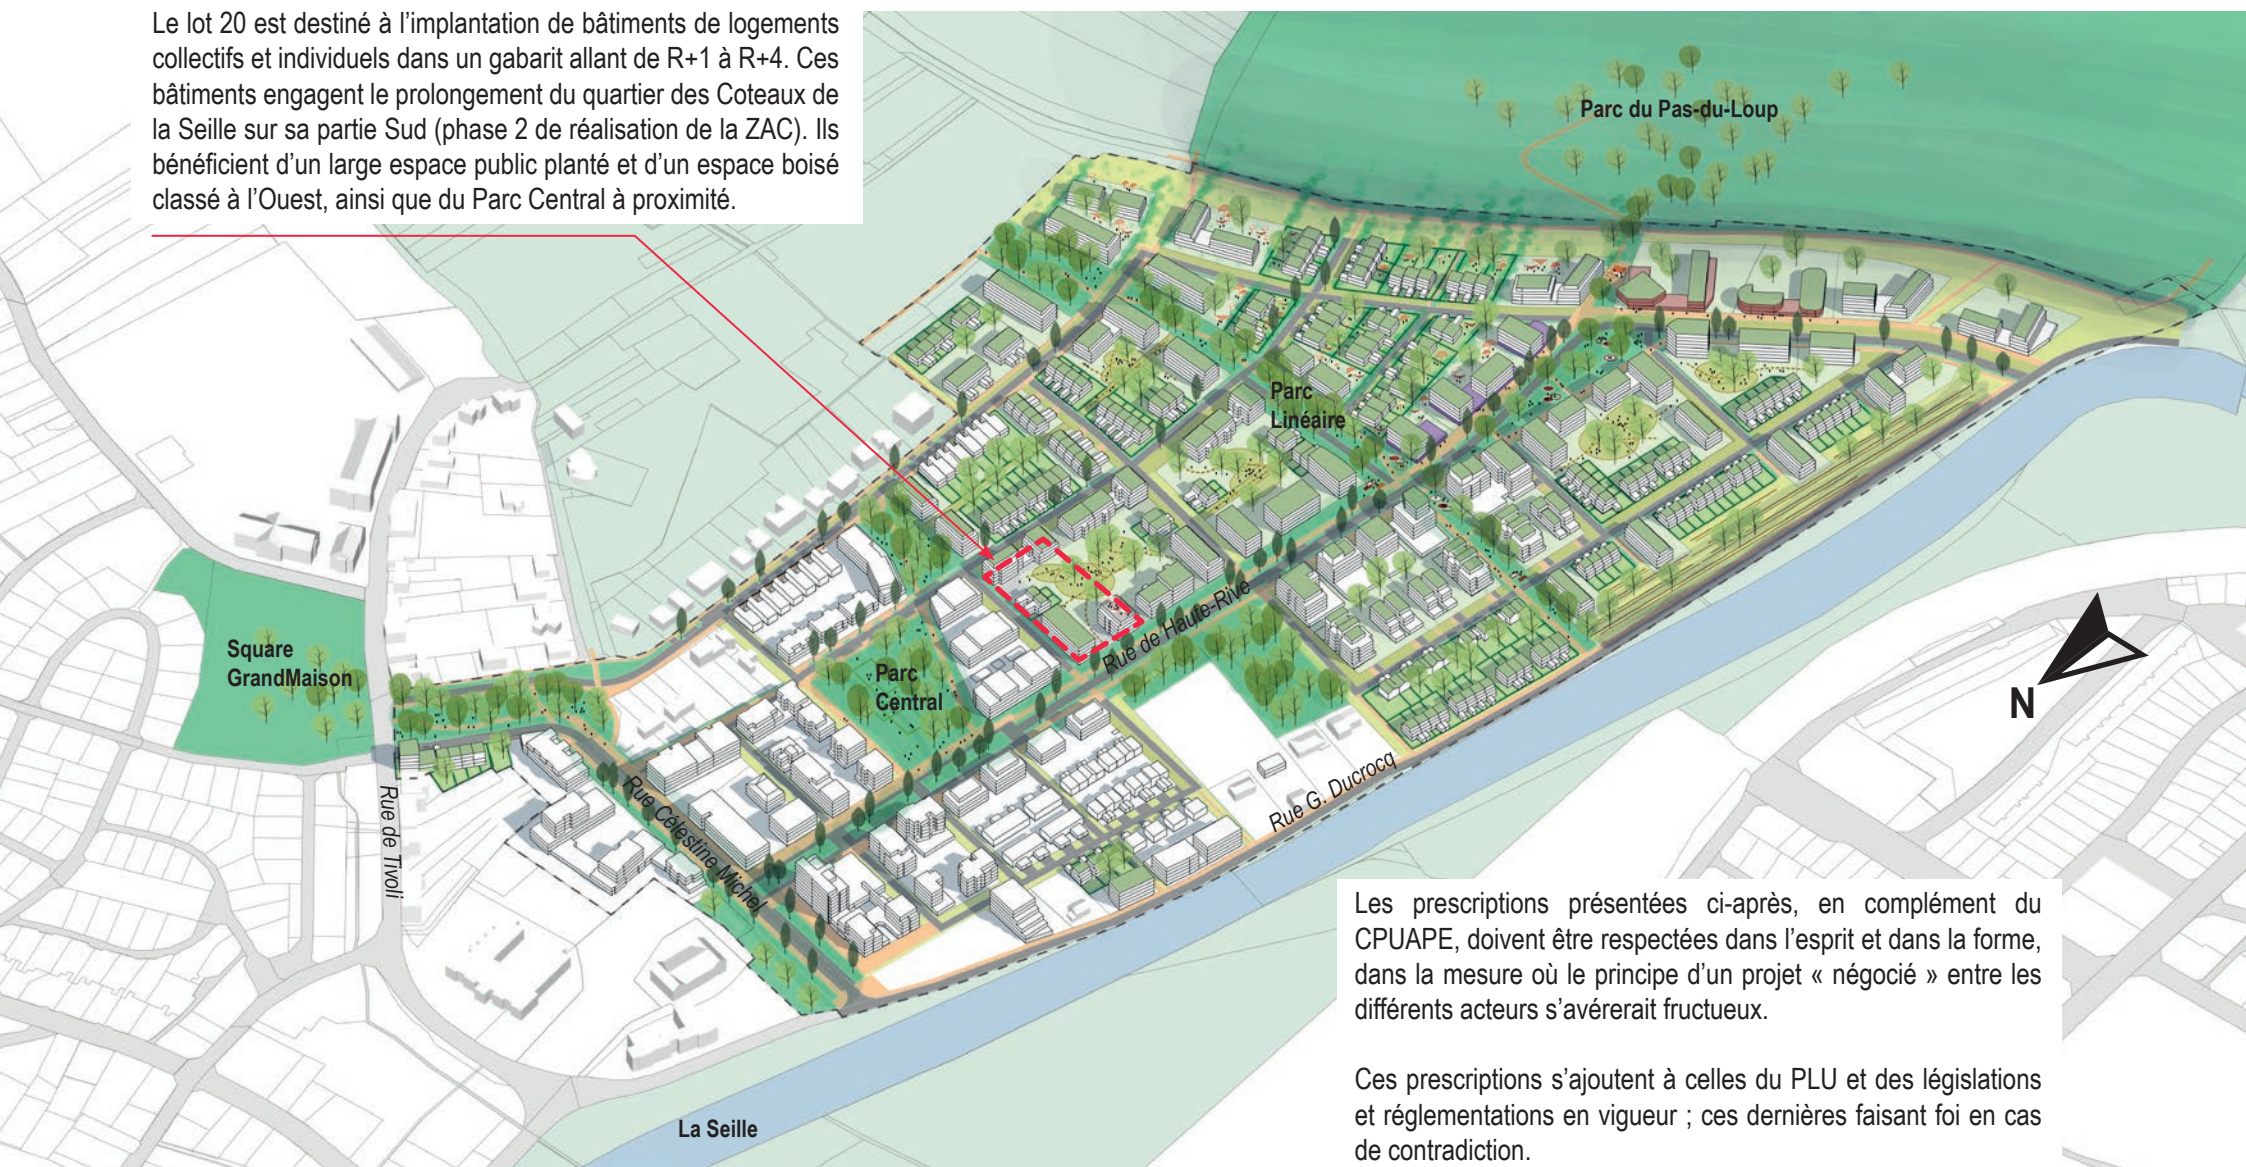 Le lot 20 est destiné à l’implantation de bâtiments de logements
collectifs et individuels dans un gabarit allant de R+1 à R+4. Ces
bâtiments engagent le prolongement du quartier des Coteaux de
la Seille sur sa partie Sud (phase 2 de réalisation de la ZAC). Ils
bénéficient d’un large espace public planté et d’un espace boisé
classé à l’Ouest, ainsi que du Parc Central à proximité.
Parc du Pas-du-Loup
Parc
Linéaire
Rue de Haute-Rive
Square
GrandMaison
Parc
Central
N
Rue de Tivoli
Rue Célestine Michel
Rue G. Ducrocq
La Seille
Les prescriptions présentées ci-après, en complément du
CPUAPE, doivent être respectées dans l’esprit et dans la forme,
dans la mesure où le principe d’un projet « négocié » entre les
différents acteurs s’avérerait fructueux.
Ces prescriptions s’ajoutent à celles du PLU et des législations
et réglementations en vigueur ; ces dernières faisant foi en cas
de contradiction.